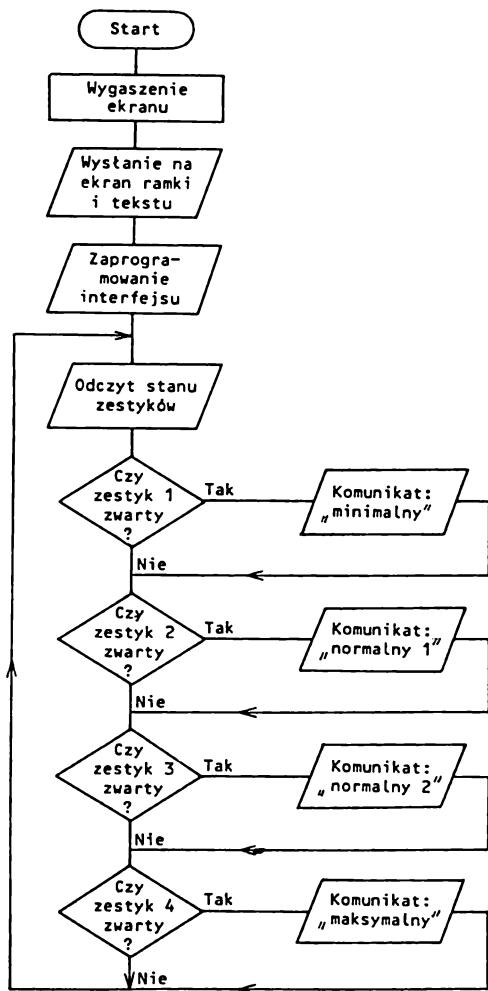 Start
Wygaszenie
ekranu
Wysłanie na
ekran ramki
i tekstu
Zaprogra-
mowanie
interfejsu
Odczyt stanu
zestyków
Czy
zestyk 1
zwarty
?
Tak
Komunikat:
„minimalny"
Nie
Czy
zestyk 2
zwarty
?
Tak
Komunikat:
„normalny 1"
Nie
Czy
zestyk 3
zwarty
?
Tak
Komunikat:
„normalny 2"
Nie
Czy
zestyk 4
zwarty
?
Tak
Komunikat:
„maksymalny"
Nie